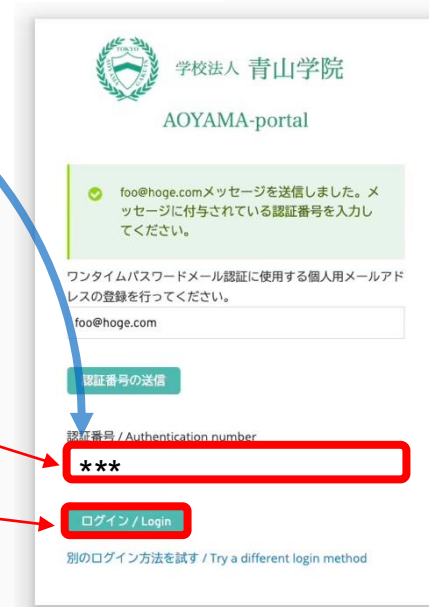 学校法人 青山学院
AOYAMA-portal
foo@hoge.comメッセージを送信しました。メ
ッセージに付与されている認証番号を入力し
てください。
ワンタイムパスワードメール認証に使用する個人用メールアド
レスの登録を行ってください。
foo@hoge.com
認証番号の送信
認証番号 / Authentication number
***
ログイン / Login
別のログイン方法を試す / Try a different login method